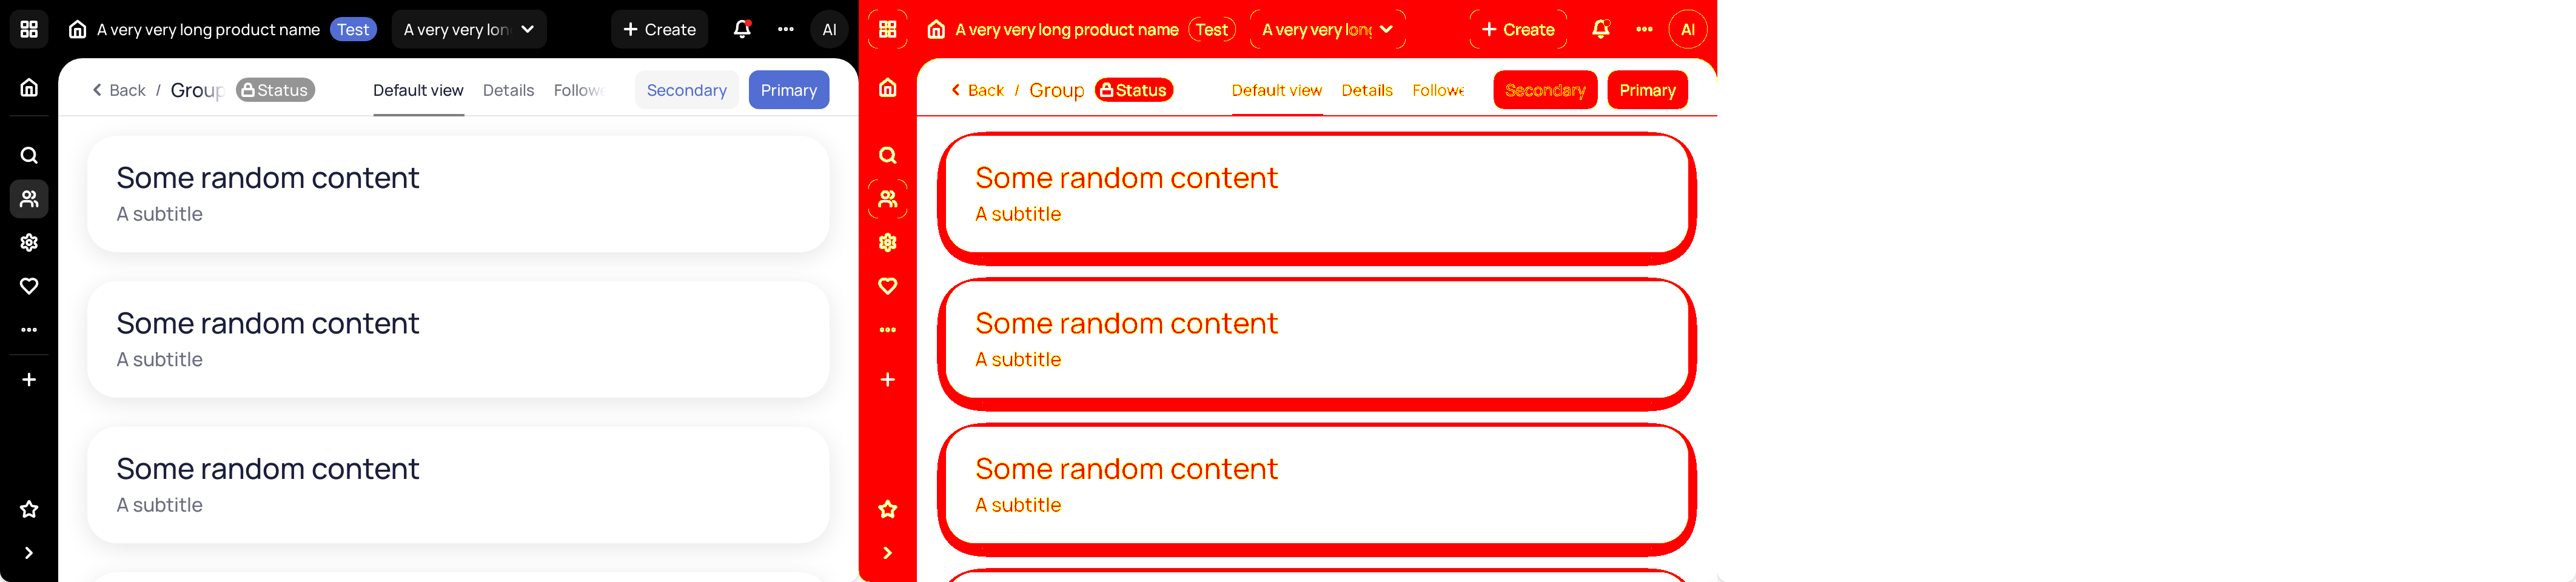 A very very long product name Test A very very lon Create AI
Back / Group Status Default view Details Followe Secondary Primary
Some random content
A subtitle
Some random content
A subtitle
Some random content
A subtitle
A very very long product name Test A very very long Create AI
Back / Group Status Default view Details Followe Secondary Primary
Some random content
A subtitle
Some random content
A subtitle
Some random content
A subtitle